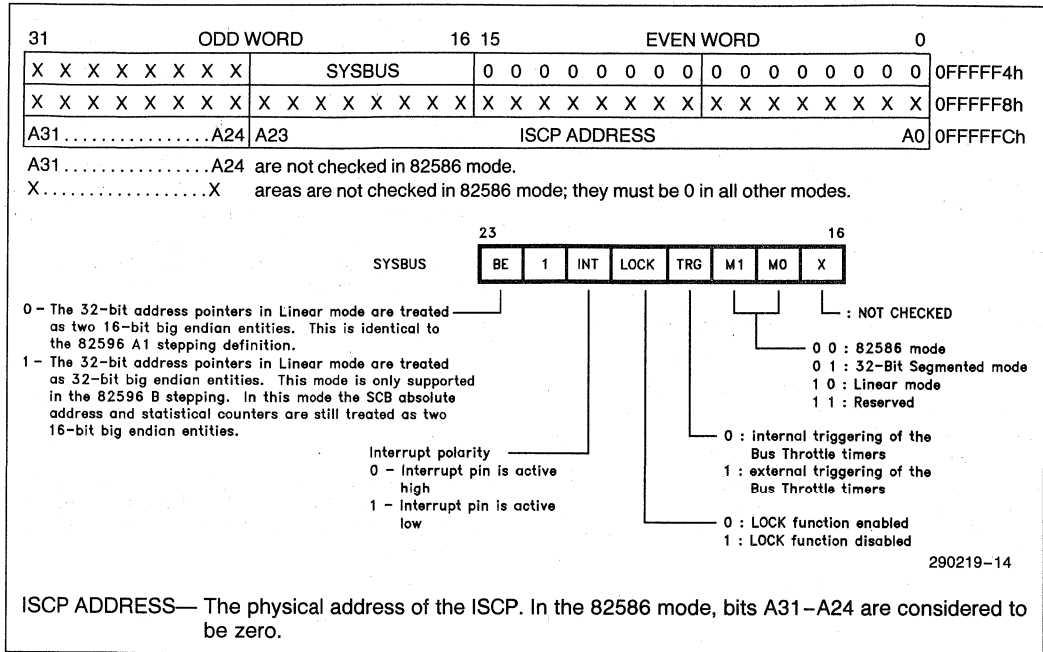 31 ODD WORD 16 15 EVEN WORD 0
X X X X X X X X SYSBUS 0 0 0 0 0 0 0 0 0 0 0 0 0 0 0 0 0FFFFF4h
X X X X X X X X X X X X X X X X X X X X X X X X X X X X X X X X 0FFFFF8h
A31................A24 A23 ISCP ADDRESS A0 0FFFFFCh
A31................A24 are not checked in 82586 mode.
X..................X areas are not checked in 82586 mode; they must be 0 in all other modes.
23 16
SYSBUS BE 1 INT LOCK TRG M1 M0 X
0 – The 32-bit address pointers in Linear mode are treated
as two 16-bit big endian entities. This is identical to
the 82596 A1 stepping definition.
1 – The 32-bit address pointers in Linear mode are treated
as 32-bit big endian entities. This mode is only supported
in the 82596 B stepping. In this mode the SCB absolute
address and statistical counters are still treated as two
16-bit big endian entities.
Interrupt polarity
0 – Interrupt pin is active
high
1 – Interrupt pin is active
low
: NOT CHECKED
0 0 : 82586 mode
0 1 : 32-Bit Segmented mode
1 0 : Linear mode
1 1 : Reserved
0 : internal triggering of the
Bus Throttle timers
1 : external triggering of the
Bus Throttle timers
0 : LOCK function enabled
1 : LOCK function disabled
290219–14
ISCP ADDRESS— The physical address of the ISCP. In the 82586 mode, bits A31–A24 are considered to
be zero.